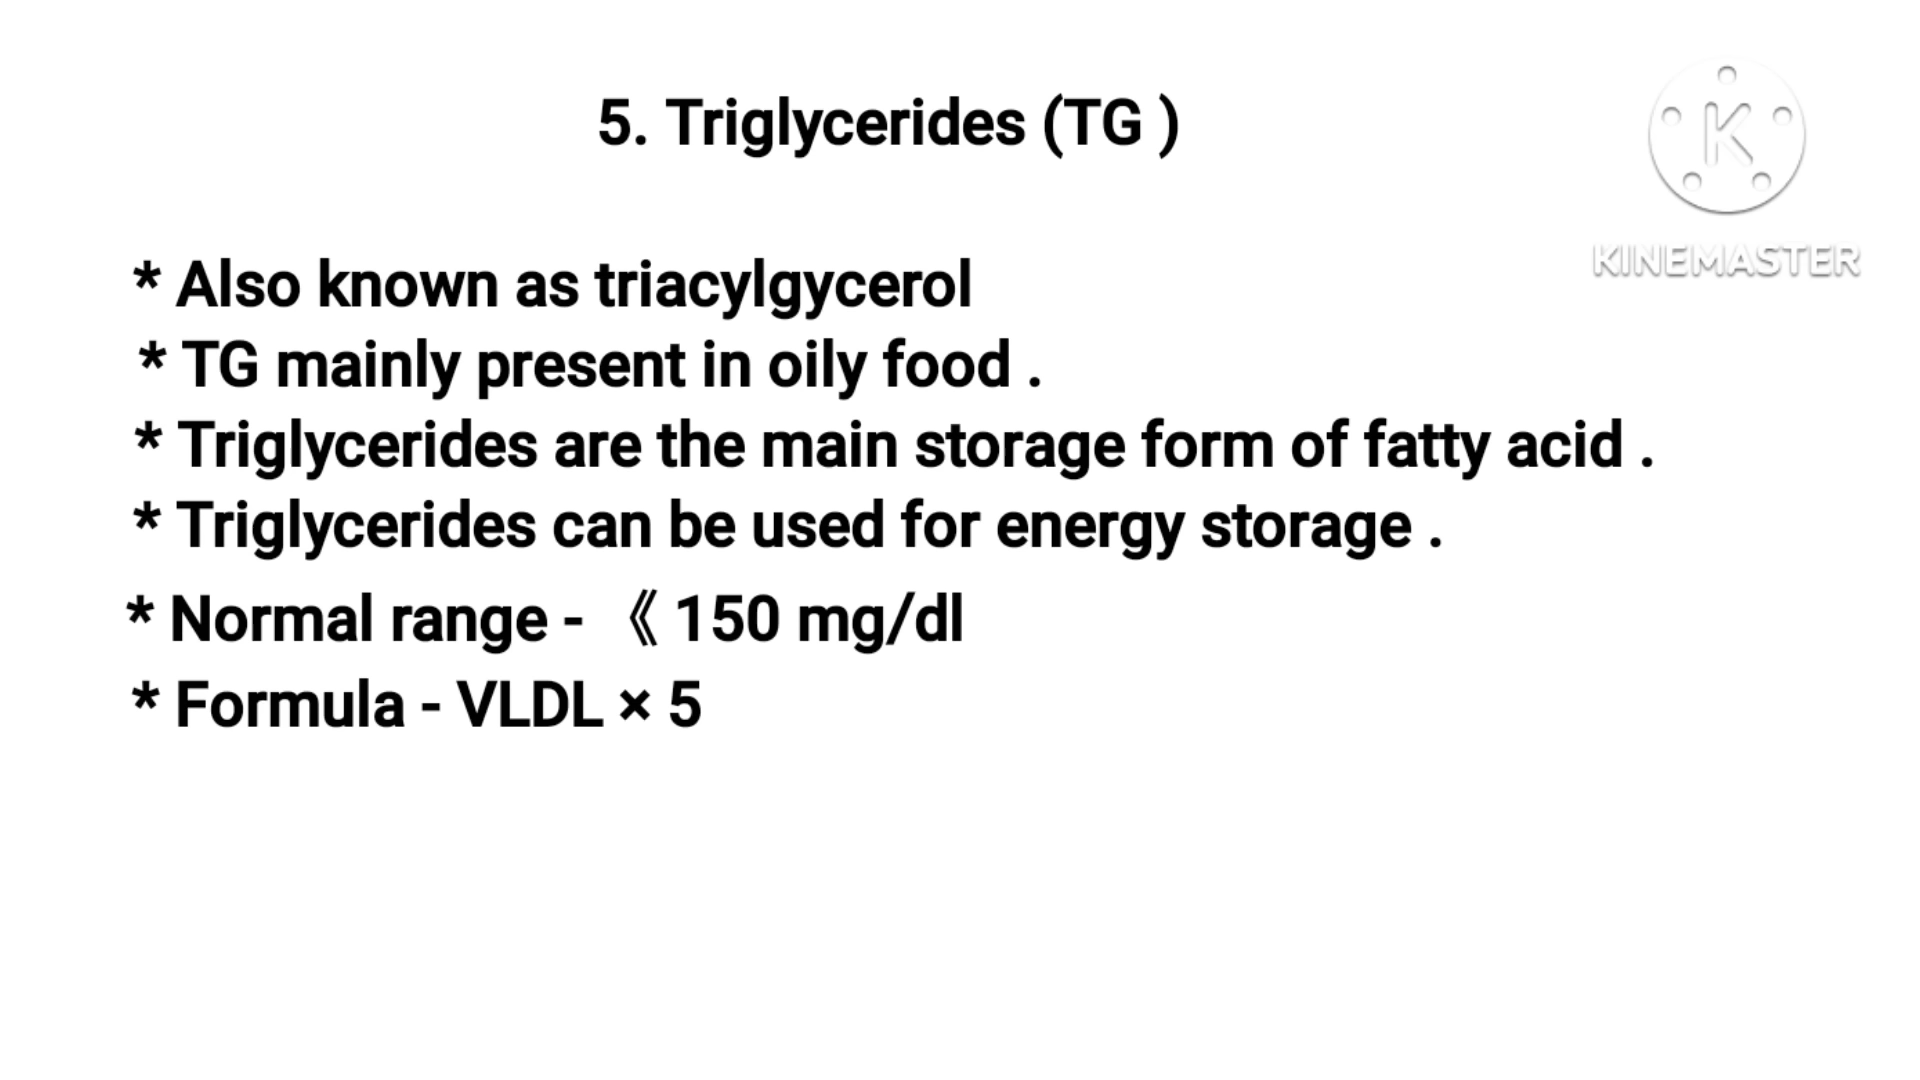 5. Triglycerides (TG )
K
KINEMASTER
* Also known as triacylgycerol
* TG mainly present in oily food .
* Triglycerides are the main storage form of fatty acid .
* Triglycerides can be used for energy storage .
* Normal range - 《 150 mg/dl
* Formula - VLDL × 5